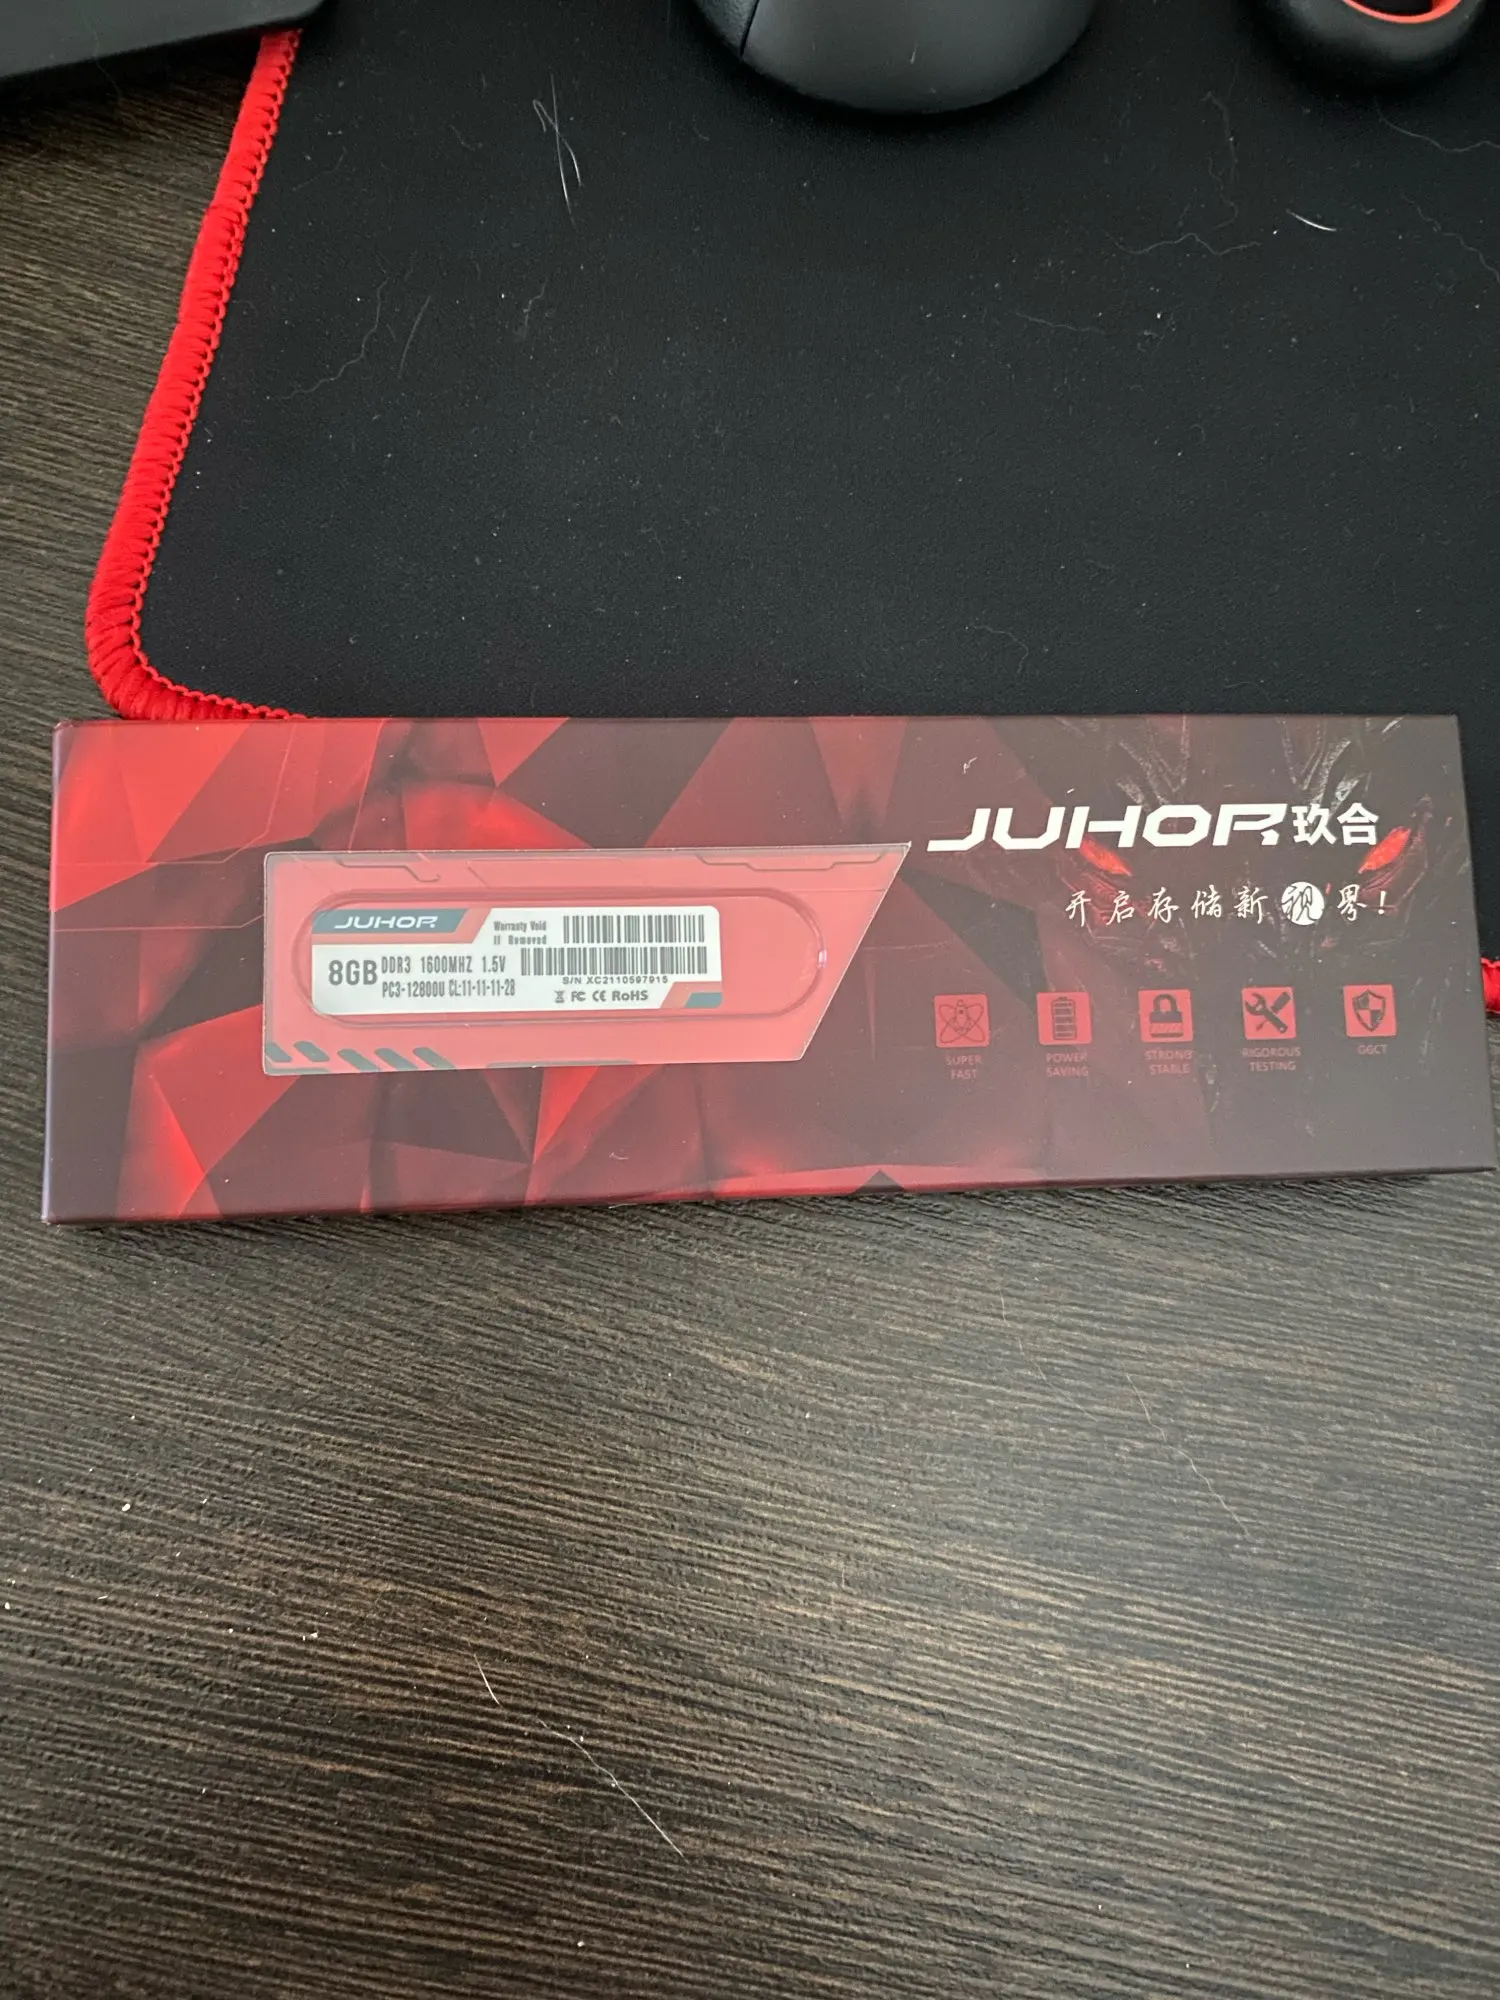 JUHOR玖合
开启存储新视界!
JUHOR
Warranty Void
If Removed
8GB
DDR3 1600MHZ 1.5V
PC3-12800U CL:11-11-11-28
S/N XC2110597915
FC CE RoHS
SUPER
FAST
POWER
SAVING
STRONG
STABLE
RIGOROUS
TESTING
GGCT